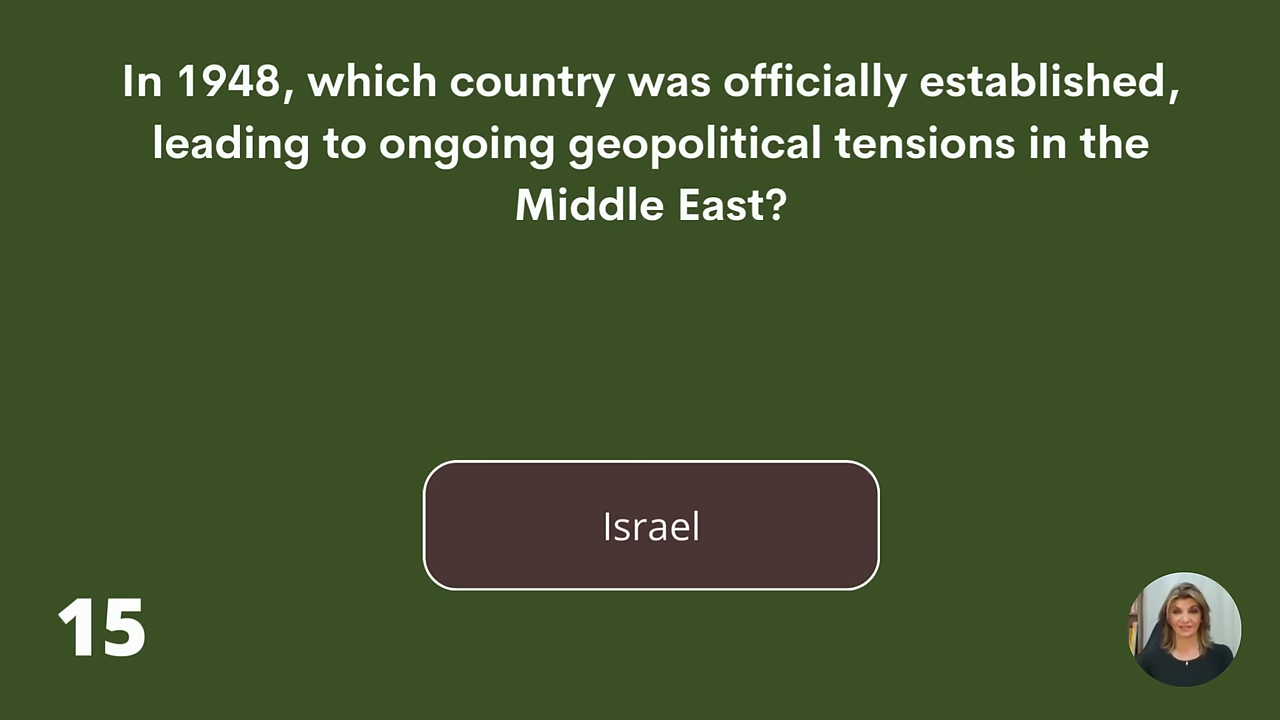 In 1948, which country was officially established,
leading to ongoing geopolitical tensions in the
Middle East?
Israel
15